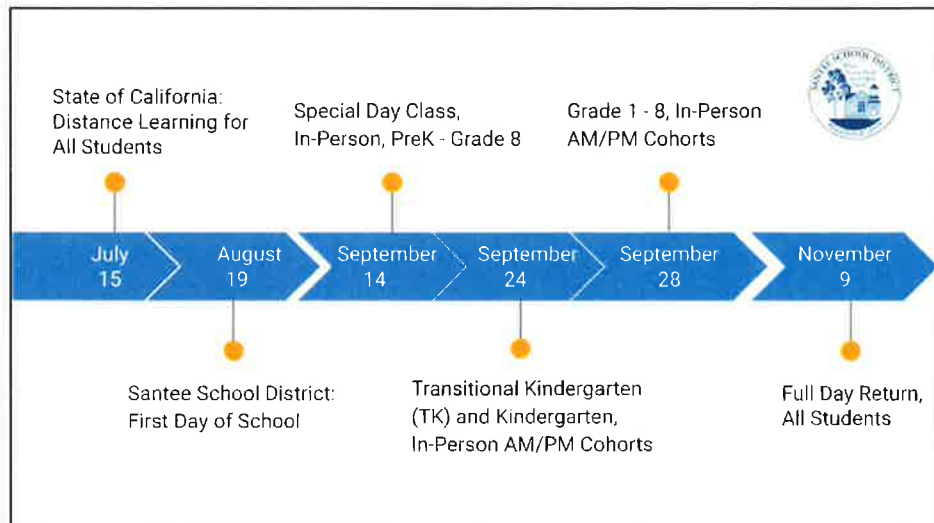 State of California:
Distance Learning for
All Students
Special Day Class,
In-Person, PreK - Grade 8
Grade 1 - 8, In-Person
AM/PM Cohorts
SANTEE SCHOOL DISTRICT
July
15
August
19
September
14
September
24
September
28
November
9
Santee School District:
First Day of School
Transitional Kindergarten
(TK) and Kindergarten,
In-Person AM/PM Cohorts
Full Day Return,
All Students